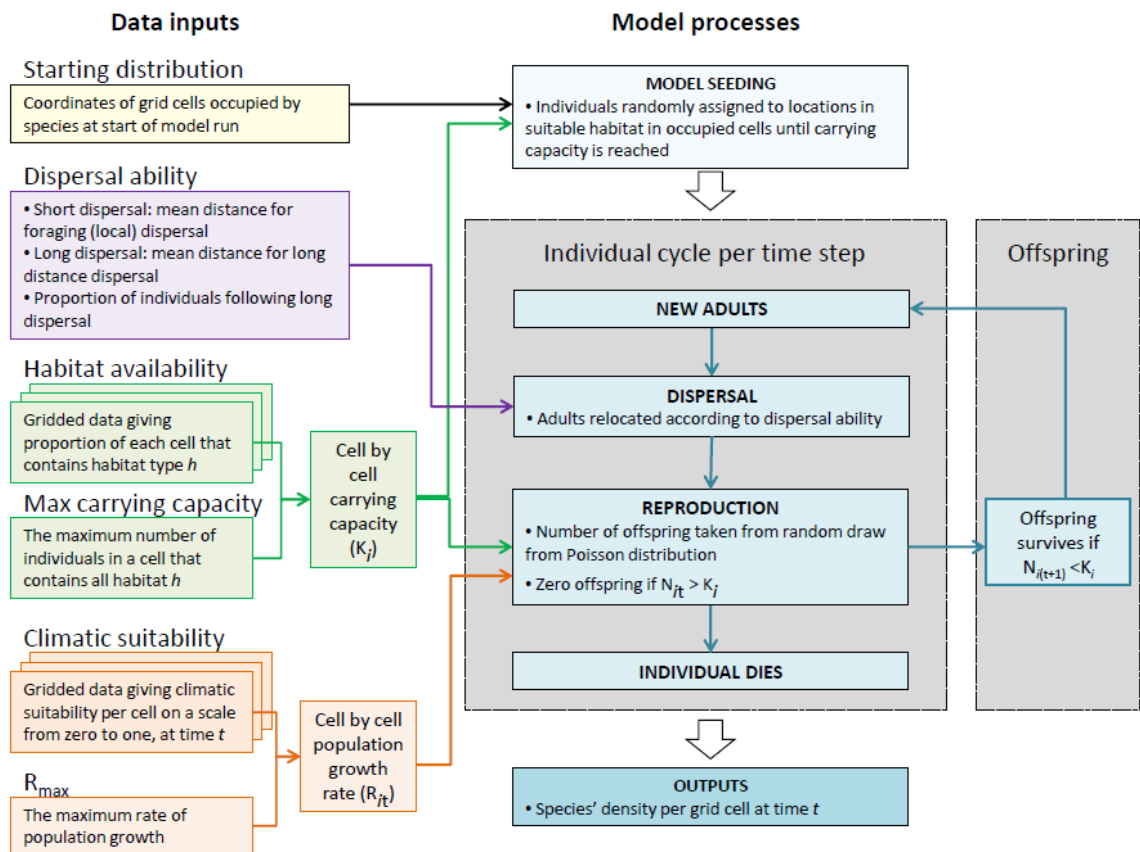 Data inputs
Starting distribution
Coordinates of grid cells occupied by
species at start of model run
Dispersal ability
• Short dispersal: mean distance for
foraging (local) dispersal
• Long dispersal: mean distance for long
distance dispersal
• Proportion of individuals following long
dispersal
Habitat availability
Gridded data giving
proportion of each cell that
contains habitat type h
Max carrying capacity
The maximum number of
individuals in a cell that
contains all habitat h
Cell by
cell
carrying
capacity
(Ki)
Climatic suitability
Gridded data giving climatic
suitability per cell on a scale
from zero to one, at time t
Rmax
The maximum rate of
population growth
Cell by cell
population
growth
rate (Rit)
Model processes
MODEL SEEDING
• Individuals randomly assigned to locations in
suitable habitat in occupied cells until carrying
capacity is reached
Individual cycle per time step
NEW ADULTS
DISPERSAL
• Adults relocated according to dispersal ability
REPRODUCTION
• Number of offspring taken from random draw
from Poisson distribution
• Zero offspring if Nit > Ki
INDIVIDUAL DIES
Offspring
Offspring
survives if
Ni(t+1) <Ki
OUTPUTS
• Species' density per grid cell at time t